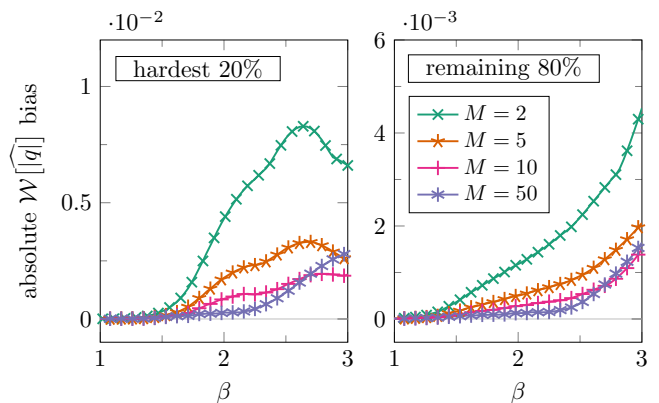 ·10⁻²
·10⁻³
hardest 20%
remaining 80%
1
0.5
0
6
4
2
0
M = 2
M = 5
M = 10
M = 50
absolute 𝒲[|q|]̂ bias
1 2 3
1 2 3
β
β